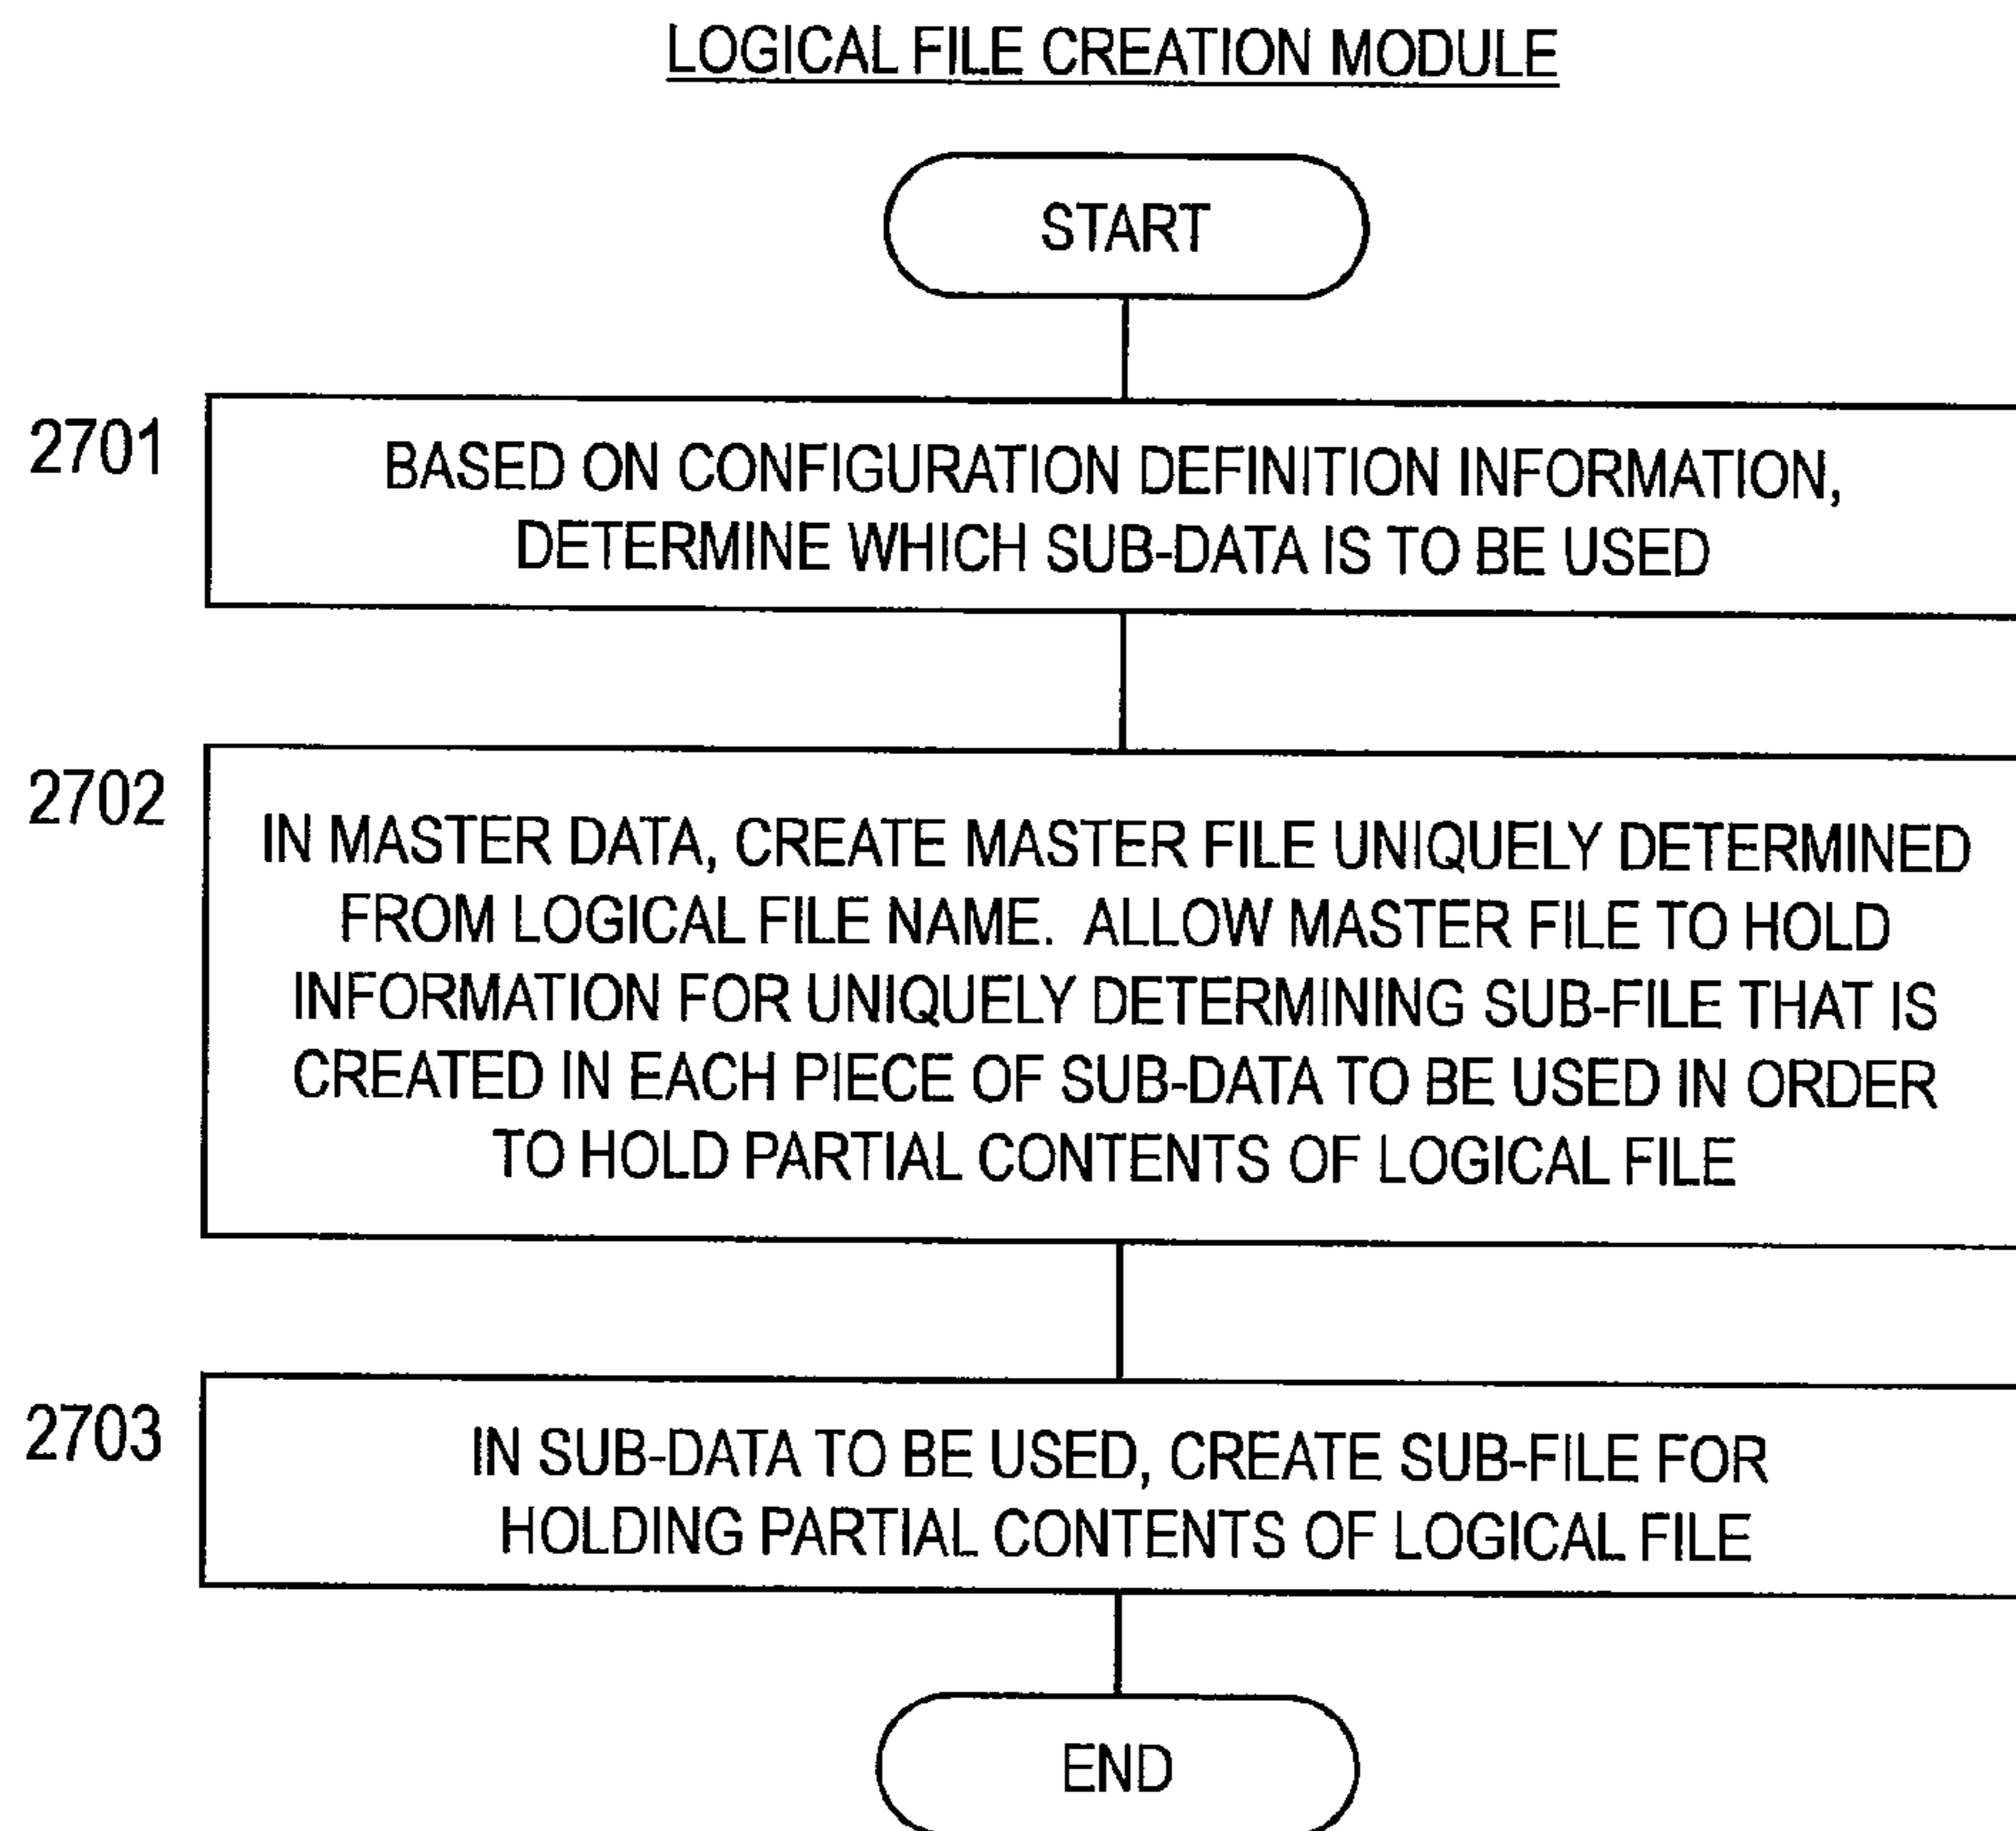 LOGICAL FILE CREATION MODULE
START
2701
BASED ON CONFIGURATION DEFINITION INFORMATION,
DETERMINE WHICH SUB-DATA IS TO BE USED
2702
IN MASTER DATA, CREATE MASTER FILE UNIQUELY DETERMINED
FROM LOGICAL FILE NAME. ALLOW MASTER FILE TO HOLD
INFORMATION FOR UNIQUELY DETERMINING SUB-FILE THAT IS
CREATED IN EACH PIECE OF SUB-DATA TO BE USED IN ORDER
TO HOLD PARTIAL CONTENTS OF LOGICAL FILE
2703
IN SUB-DATA TO BE USED, CREATE SUB-FILE FOR
HOLDING PARTIAL CONTENTS OF LOGICAL FILE
END